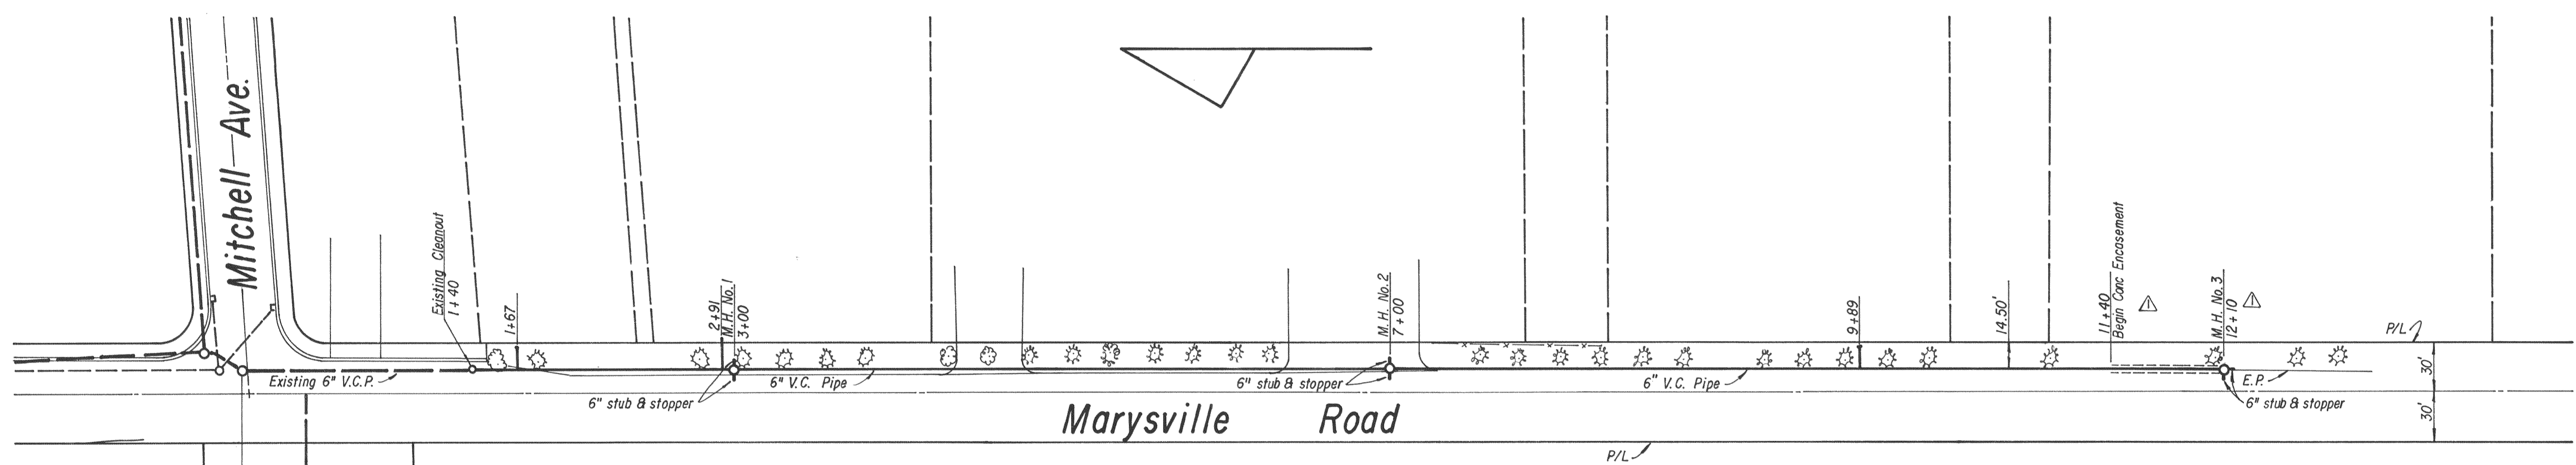 Mitchell Ave.
Existing Cleanout
1+40
1+67
2+91
M.H. No. 1
3+00
M.H. No. 2
7+00
9+89
14.50'
11+40
Begin Conc Encasement
1
M.H. No. 3
12+10
1
P/L
Existing 6" V.C.P.
6" V.C. Pipe
6" stub & stopper
6" V.C. Pipe
E.P.
30'
6" stub & stopper
6" stub & stopper
30'
Marysville Road
P/L